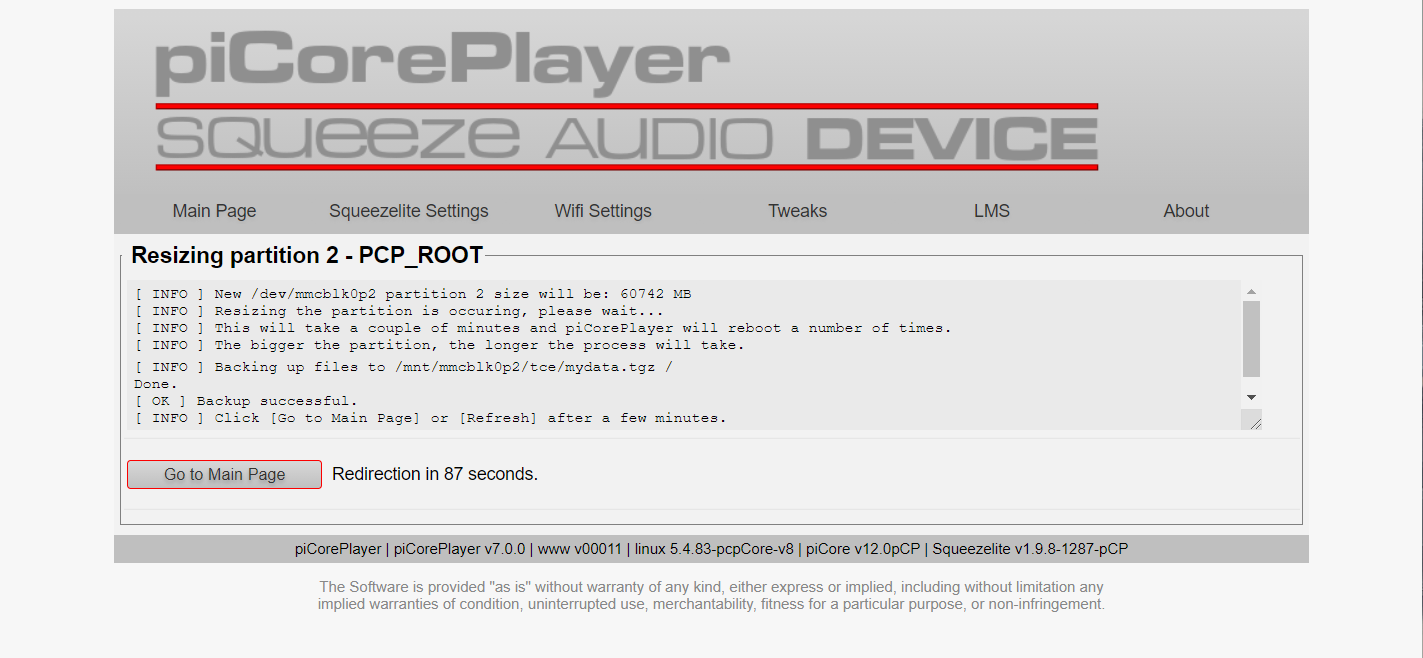 piCorePlayer
SQUEEZE AUDIO DEVICE
Main Page Squeezelite Settings Wifi Settings Tweaks LMS About
Resizing partition 2 - PCP_ROOT
[ INFO ] New /dev/mmcblk0p2 partition 2 size will be: 60742 MB
[ INFO ] Resizing the partition is occuring, please wait...
[ INFO ] This will take a couple of minutes and piCorePlayer will reboot a number of times.
[ INFO ] The bigger the partition, the longer the process will take.
[ INFO ] Backing up files to /mnt/mmcblk0p2/tce/mydata.tgz /
Done.
[ OK ] Backup successful.
[ INFO ] Click [Go to Main Page] or [Refresh] after a few minutes.
Go to Main Page Redirection in 87 seconds.
piCorePlayer | piCorePlayer v7.0.0 | www v00011 | linux 5.4.83-pcpCore-v8 | piCore v12.0pCP | Squeezelite v1.9.8-1287-pCP
The Software is provided "as is" without warranty of any kind, either express or implied, including without limitation any
implied warranties of condition, uninterrupted use, merchantability, fitness for a particular purpose, or non-infringement.